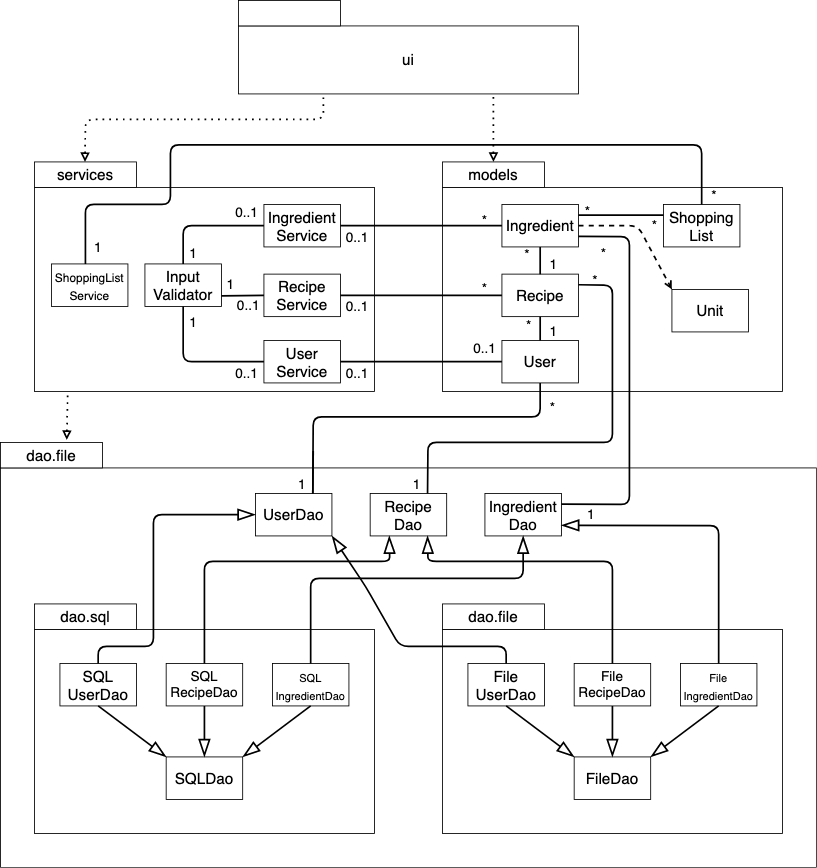 ui
services
models
*
0..1
Ingredient
Service
0..1
*
Ingredient
*
*
Shopping
List
1
1
*
*
ShoppingList
Service
Input
Validator
1
0..1
Recipe
Service
0..1
*
1
Recipe
*
Unit
1
*
1
0..1
User
Service
0..1
0..1
User
*
dao.file
1
1
UserDao
Recipe
Dao
Ingredient
Dao
1
dao.sql
dao.file
SQL
UserDao
SQL
RecipeDao
SQL
IngredientDao
File
UserDao
File
RecipeDao
File
IngredientDao
SQLDao
FileDao